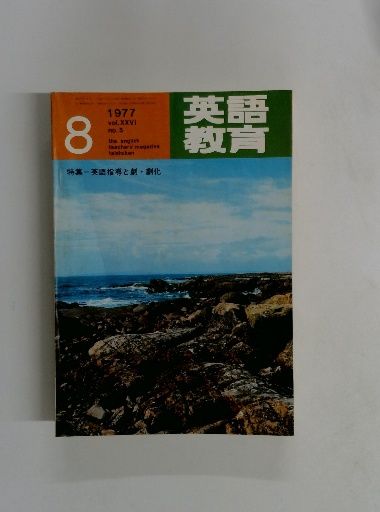 8
1977
vol.XXVI
no. 5
the english
teachers' magazine
taishukan
英語
教育
特集－英語指導と劇・劇化